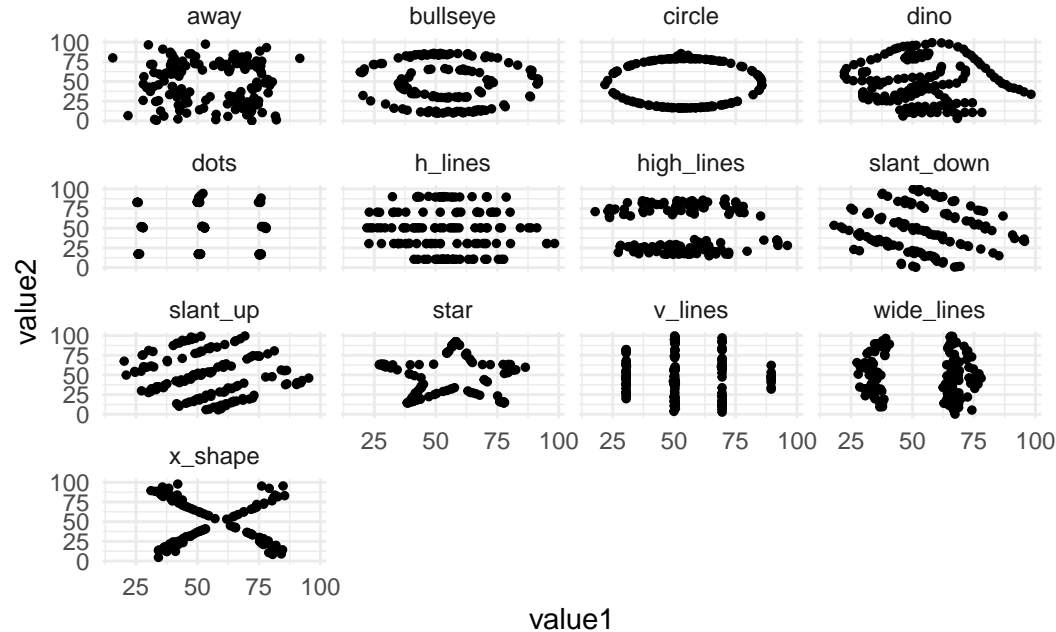 away bullseye circle dino
100
75
50
25
0
dots h_lines high_lines slant_down
100
75
50
25
0
slant_up star v_lines wide_lines
100
75
50
25
0
25 50 75 100 25 50 75 100 25 50 75 100
x_shape
100
75
50
25
0
25 50 75 100
value1
value2